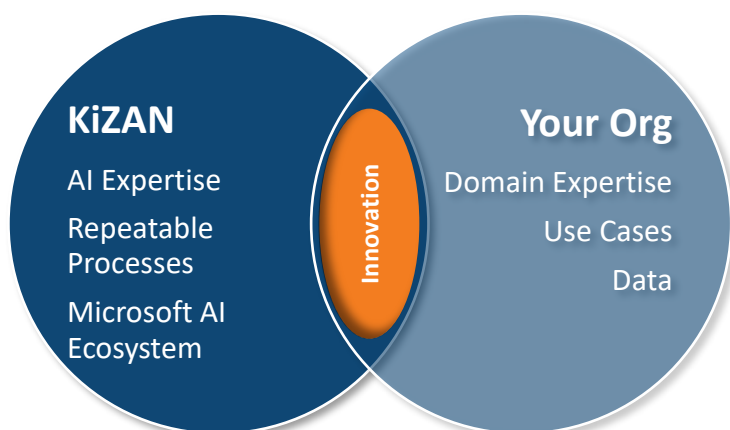 KiZAN
AI Expertise
Repeatable
Processes
Microsoft AI
Ecosystem
Innovation
Your Org
Domain Expertise
Use Cases
Data